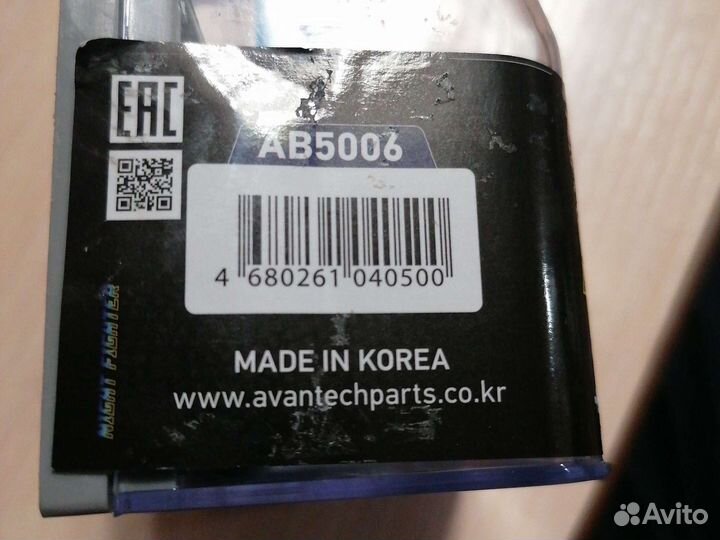 EAC
AB5006
4 680261 040500
NIGHT FIGHTER
MADE IN KOREA
www.avantechparts.co.kr
Avito